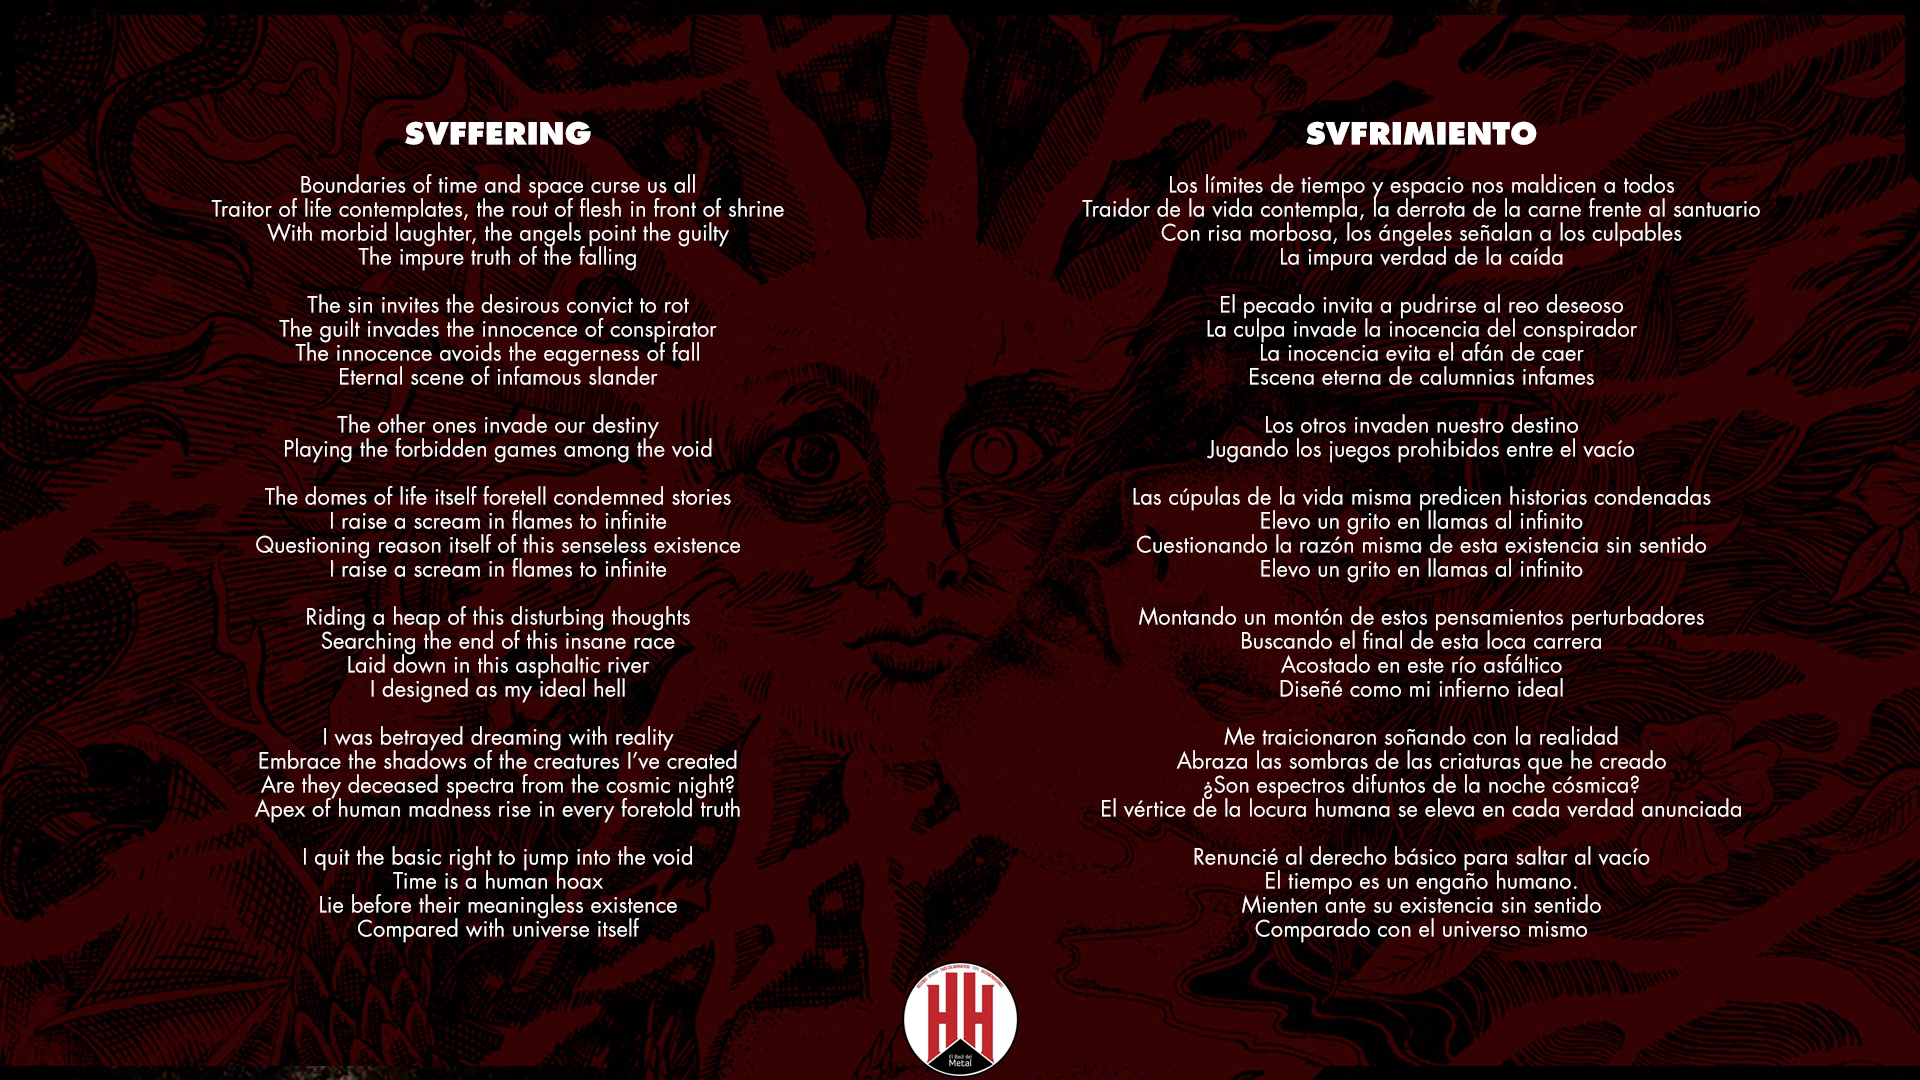 SVFFERING
Boundaries of time and space curse us all
Traitor of life contemplates, the rout of flesh in front of shrine
With morbid laughter, the angels point the guilty
The impure truth of the falling
The sin invites the desirous convict to rot
The guilt invades the innocence of conspirator
The innocence avoids the eagerness of fall
Eternal scene of infamous slander
The other ones invade our destiny
Playing the forbidden games among the void
The domes of life itself foretell condemned stories
I raise a scream in flames to infinite
Questioning reason itself of this senseless existence
I raise a scream in flames to infinite
Riding a heap of this disturbing thoughts
Searching the end of this insane race
Laid down in this asphaltic river
I designed as my ideal hell
I was betrayed dreaming with reality
Embrace the shadows of the creatures I've created
Are they deceased spectra from the cosmic night?
Apex of human madness rise in every foretold truth
I quit the basic right to jump into the void
Time is a human hoax
Lie before their meaningless existence
Compared with universe itself
SVFRIMIENTO
Los límites de tiempo y espacio nos maldicen a todos
Traidor de la vida contempla, la derrota de la carne frente al santuario
Con risa morbosa, los ángeles señalan a los culpables
La impura verdad de la caída
El pecado invita a pudrirse al reo deseoso
La culpa invade la inocencia del conspirador
La inocencia evita el afán de caer
Escena eterna de calumnias infames
Los otros invaden nuestro destino
Jugando los juegos prohibidos entre el vacío
Las cúpulas de la vida misma predicen historias condenadas
Elevo un grito en llamas al infinito
Cuestionando la razón misma de esta existencia sin sentido
Elevo un grito en llamas al infinito
Montando un montón de estos pensamientos perturbadores
Buscando el final de esta loca carrera
Acostado en este río asfáltico
Diseñé como mi infierno ideal
Me traicionaron soñando con la realidad
Abraza las sombras de las criaturas que he creado
¿Son espectros difuntos de la noche cósmica?
El vértice de la locura humana se eleva en cada verdad anunciada
Renuncié al derecho básico para saltar al vacío
El tiempo es un engaño humano.
Mienten ante su existencia sin sentido
Comparado con el universo mismo
HH
El Baúl del
Metal